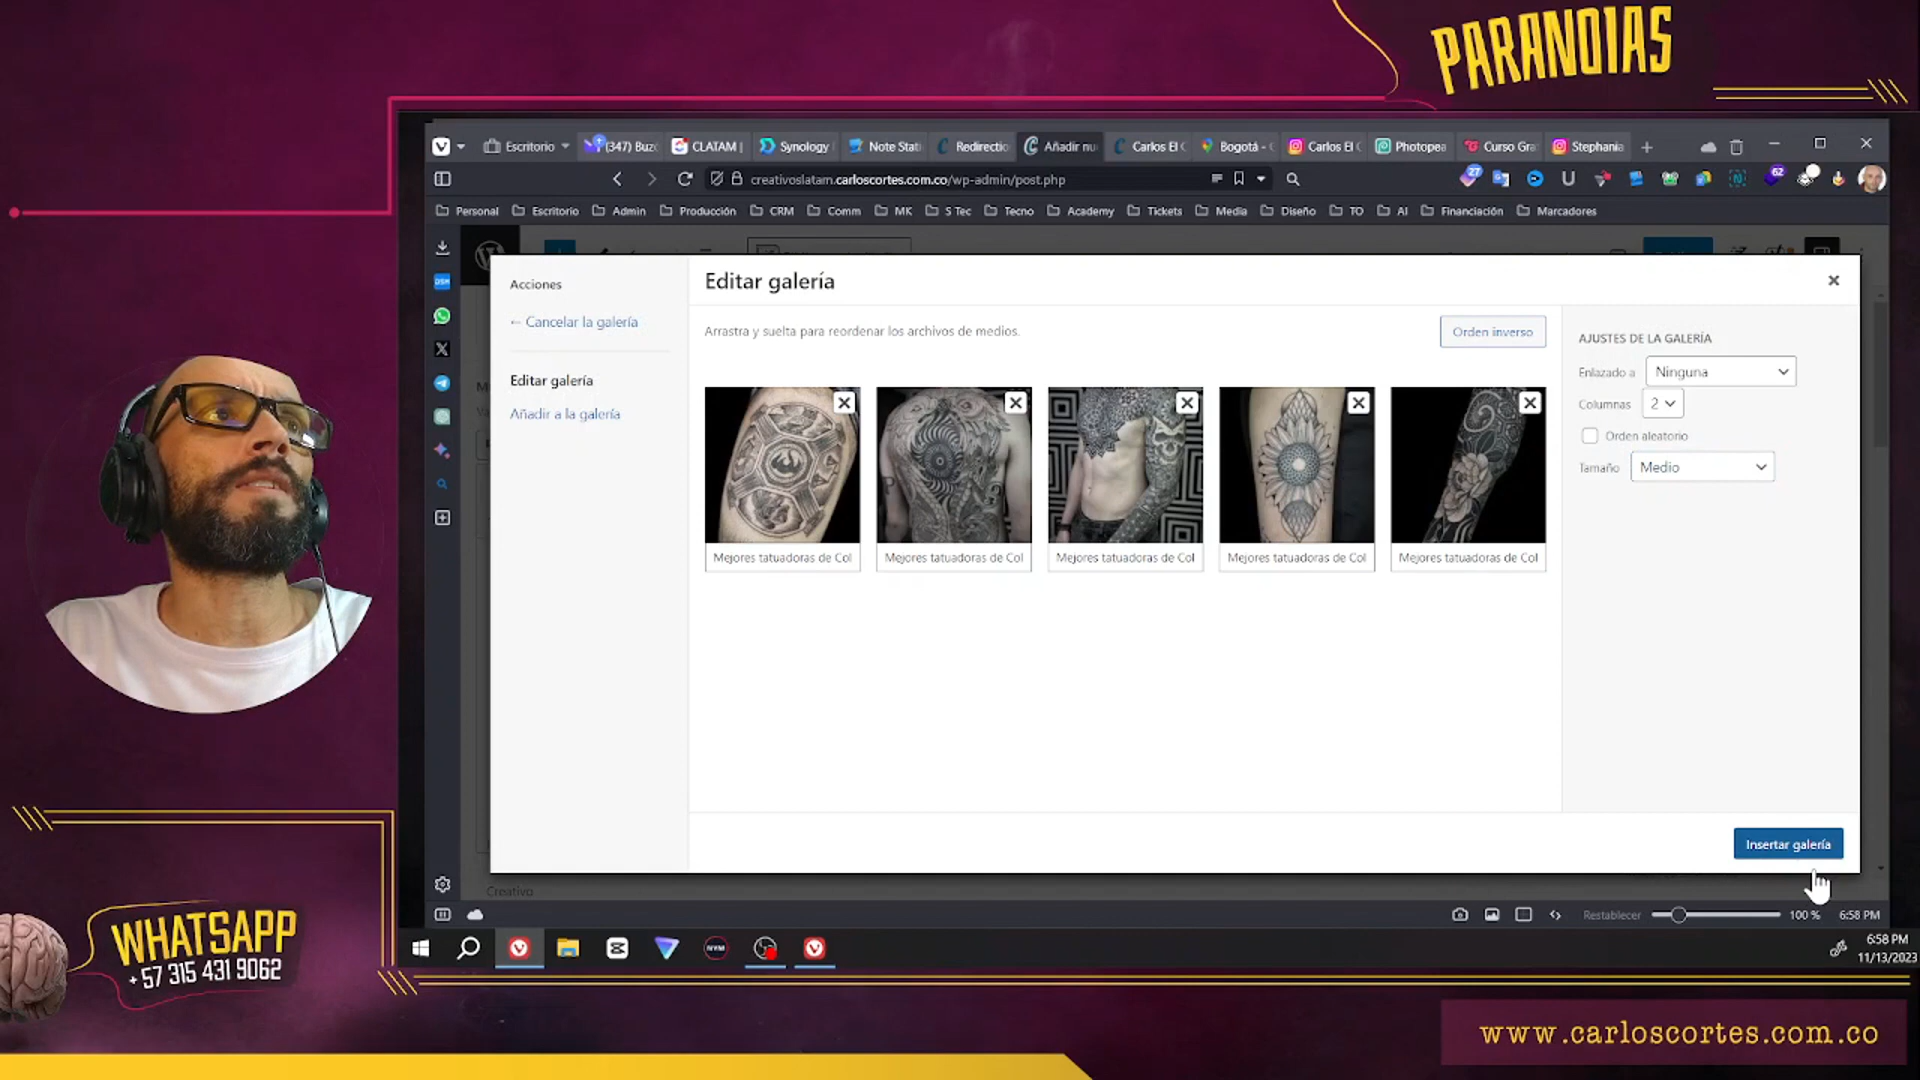 PARANOIAS
Escritorio
(347) Buz
CLATAM |
Synology
Note Stati
Redirectio
Añadir nu
Carlos El C
Bogotá -
Carlos El
Photopea
Curso Gra
Stephania
creativoslatam.carloscortes.com.co/wp-admin/post.php
27
62
Personal
Escritorio
Admin
Producción
CRM
Comm
MK
S Tec
Tecno
Academy
Tickets
Media
Diseño
TO
AI
Financiación
Marcadores
DSM
Acciones
← Cancelar la galería
Editar galería
Añadir a la galería
Editar galería
Arrastra y suelta para reordenar los archivos de medios.
Orden inverso
Mejores tatuadoras de Col
Mejores tatuadoras de Col
Mejores tatuadoras de Col
Mejores tatuadoras de Col
Mejores tatuadoras de Col
AJUSTES DE LA GALERÍA
Enlazado a
Ninguna
Columnas
2
Orden aleatorio
Tamaño
Medio
Insertar galería
Creativo
Restablecer
100 %
6:58 PM
6:58 PM
11/13/2023
WHATSAPP
+ 57 315 431 9062
www.carloscortes.com.co